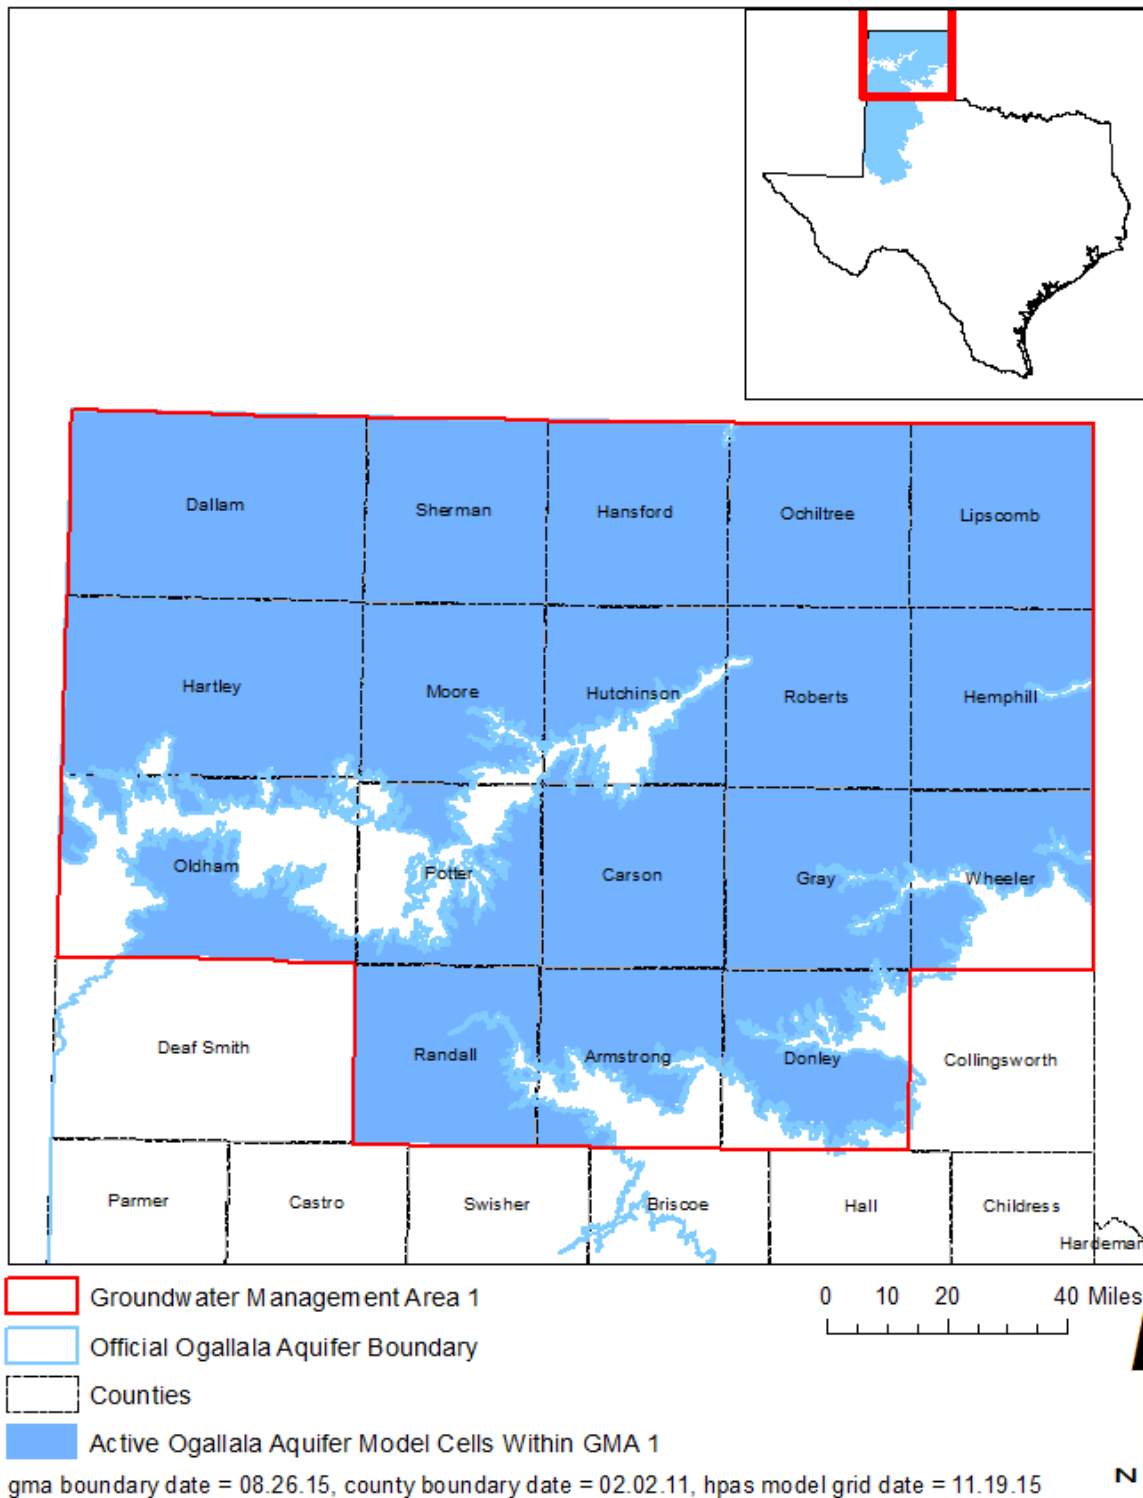 Dallam
Sherman
Hansford
Ochiltree
Lipscomb
Hartley
Moore
Hutchinson
Roberts
Hemphill
Oldham
Potter
Carson
Gray
Wheeler
Deaf Smith
Randall
Armstrong
Donley
Collingsworth
Parmer
Castro
Swisher
Briscoe
Hall
Childress
Hardeman
Groundwater Management Area 1
0 10 20 40 Miles
Official Ogallala Aquifer Boundary
Counties
Active Ogallala Aquifer Model Cells Within GMA 1
gma boundary date = 08.26.15, county boundary date = 02.02.11, hpas model grid date = 11.19.15
N